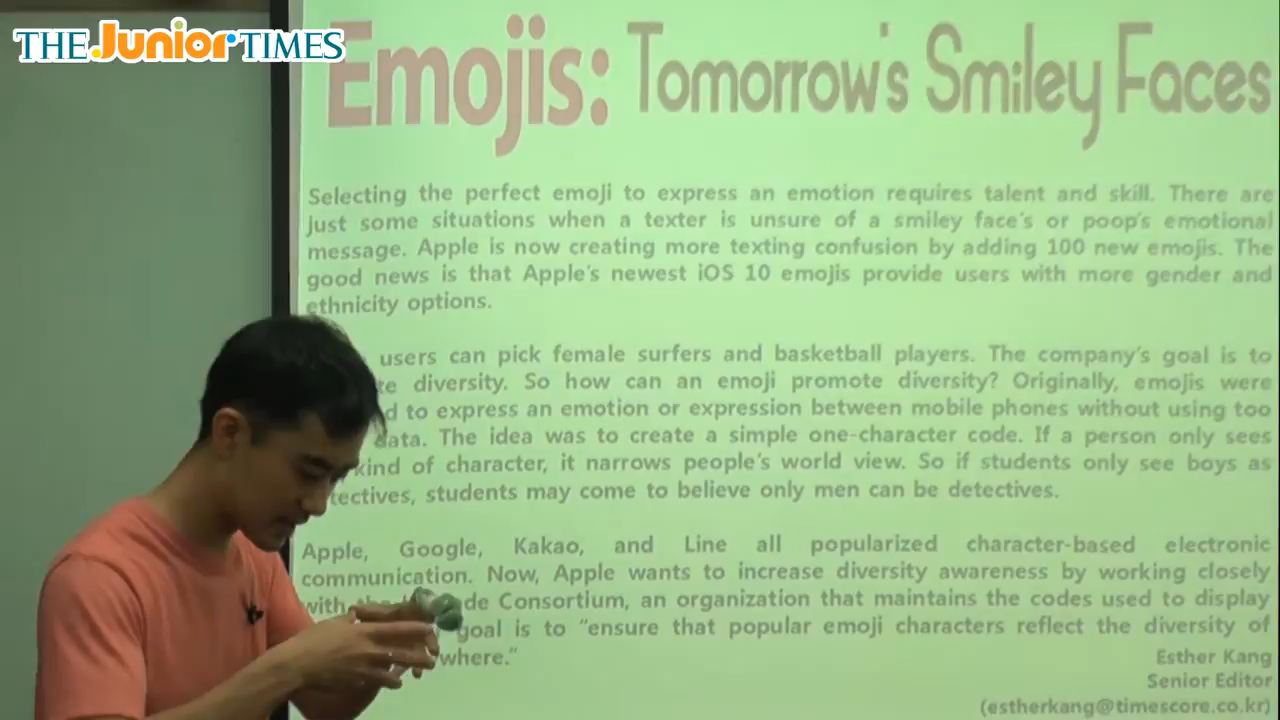 THE Junior TIMES
Emojis: Tomorrow's Smiley Faces
Selecting the perfect emoji to express an emotion requires talent and skill. There are
just some situations when a texter is unsure of a smiley face's or poop's emotional
message. Apple is now creating more texting confusion by adding 100 new emojis. The
good news is that Apple's newest iOS 10 emojis provide users with more gender and
ethnicity options.
users can pick female surfers and basketball players. The company's goal is to
diversity. So how can an emoji promote diversity? Originally, emojis were
to express an emotion or expression between mobile phones without using too
data. The idea was to create a simple one-character code. If a person only sees
kind of character, it narrows people's world view. So if students only see boys as
students may come to believe only men can be detectives.
Apple, Google, Kakao, and Line all popularized character-based electronic
communication. Now, Apple wants to increase diversity awareness by working closely
with Consortium, an organization that maintains the codes used to display
goal is to "ensure that popular emoji characters reflect the diversity of
where."
Esther Kang
Senior Editor
(estherkang@timescore.co.kr)